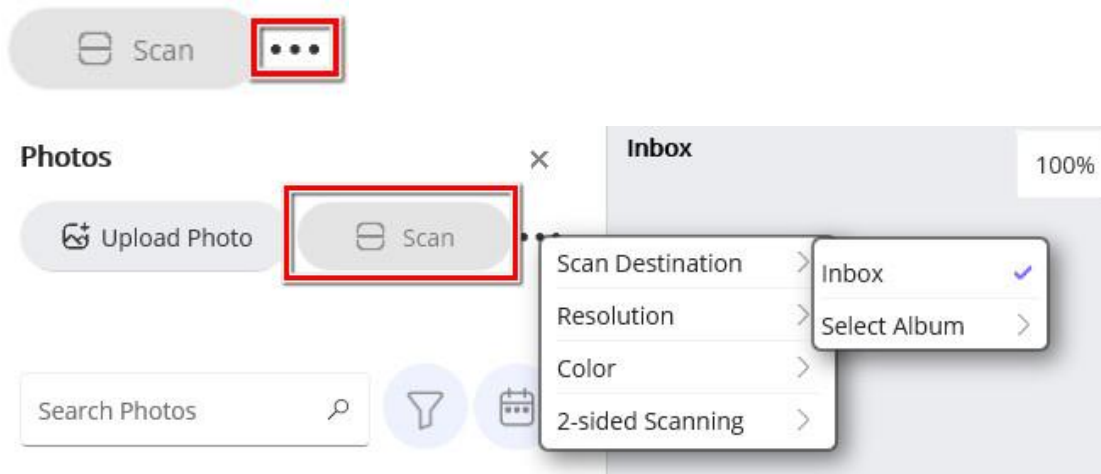 Scan
Photos
Inbox
100%
Upload Photo
Scan
Scan Destination
Resolution
Color
2-sided Scanning
Inbox
Select Album
Search Photos